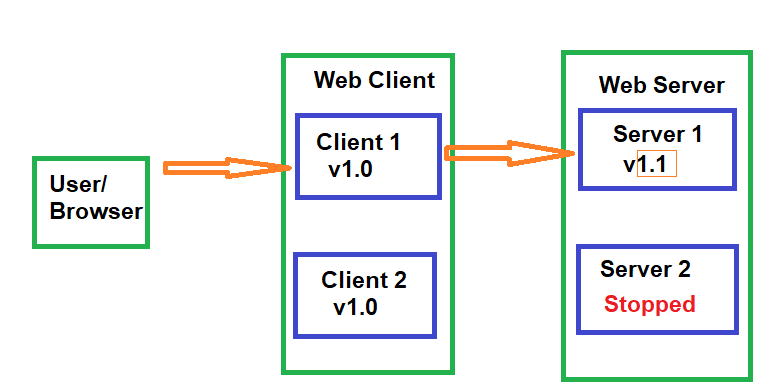 User/
Browser
Web Client
Client 1
v1.0
Client 2
v1.0
Web Server
Server 1
v1.1
Server 2
Stopped